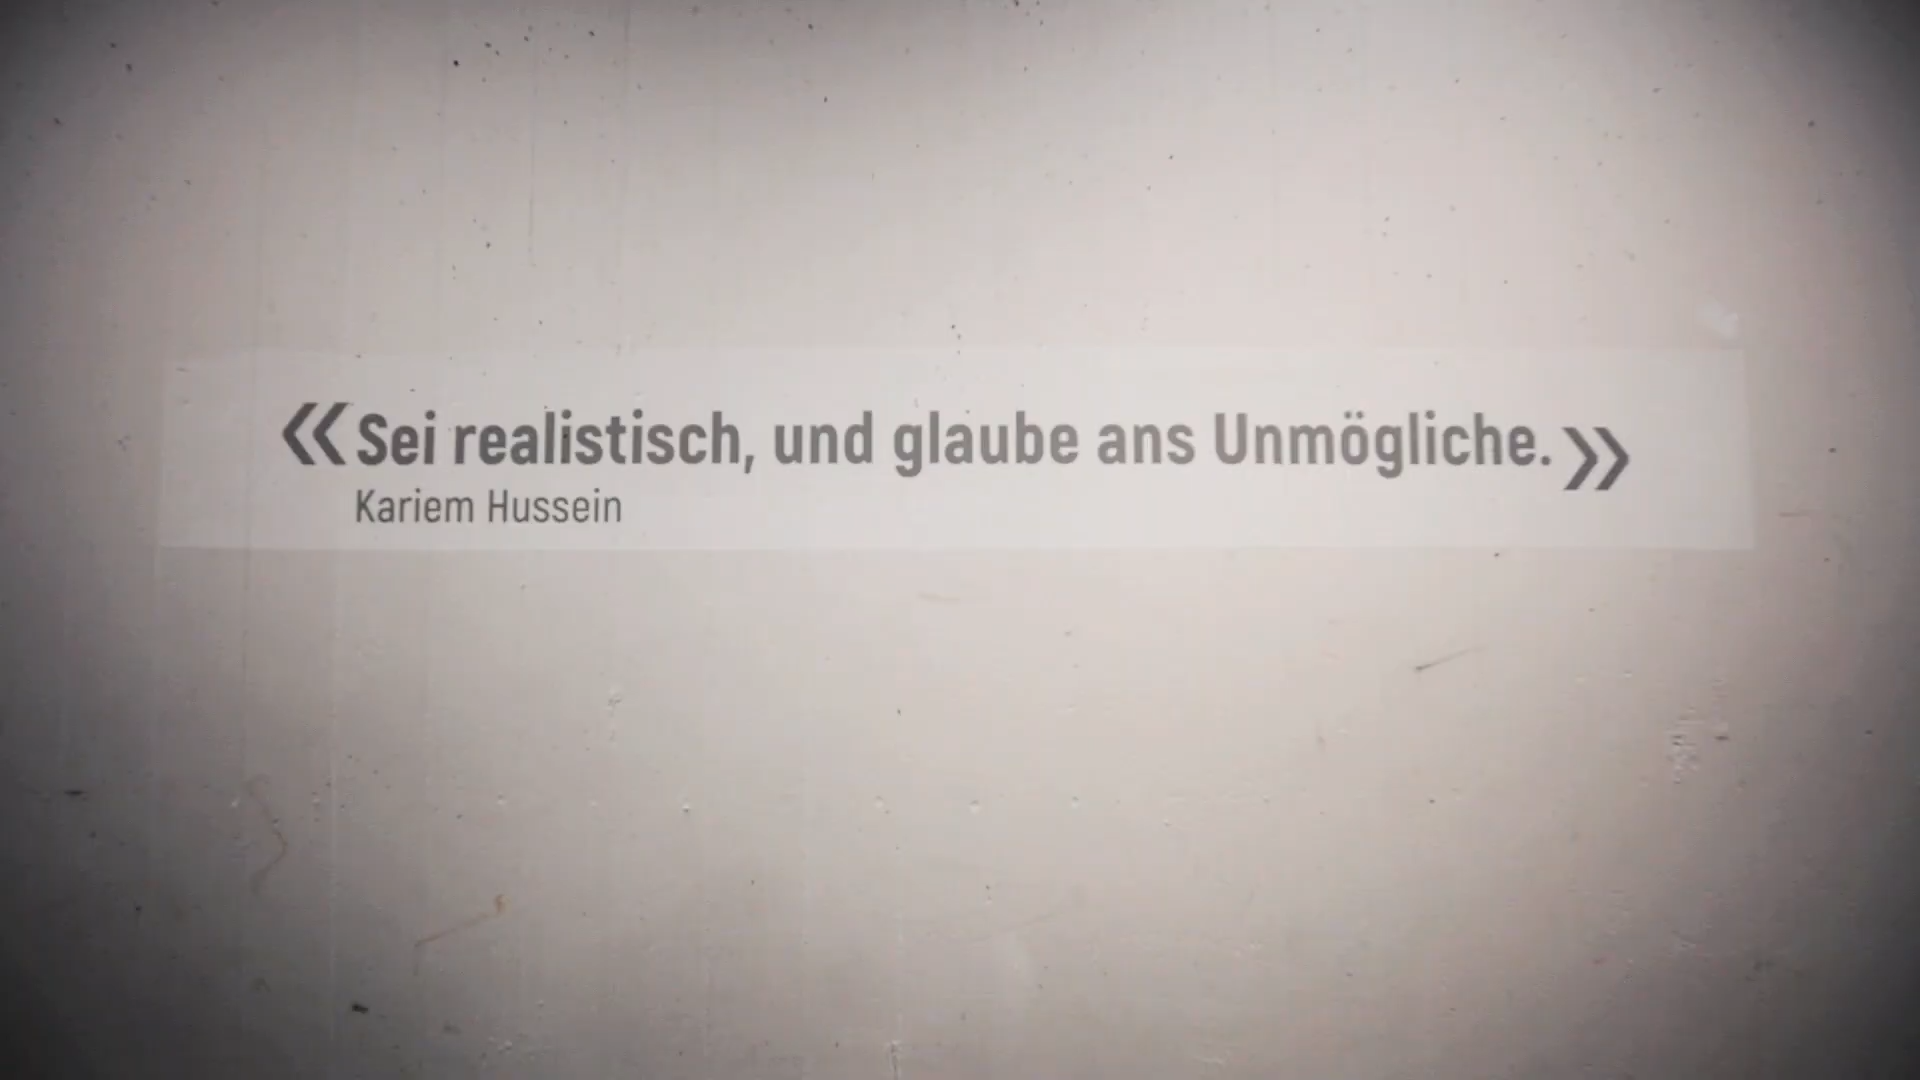 «Sei realistisch, und glaube ans Unmögliche.»
Kariem Hussein